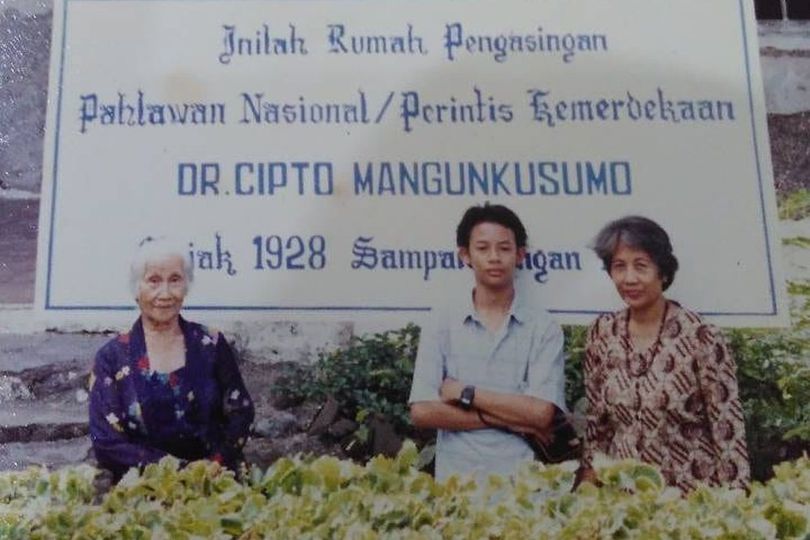 Inilah Rumah Pengasingan
Pahlawan Nasional/Perintis Kemerdekaan
DR.CIPTO MANGUNKUSUMO
1928